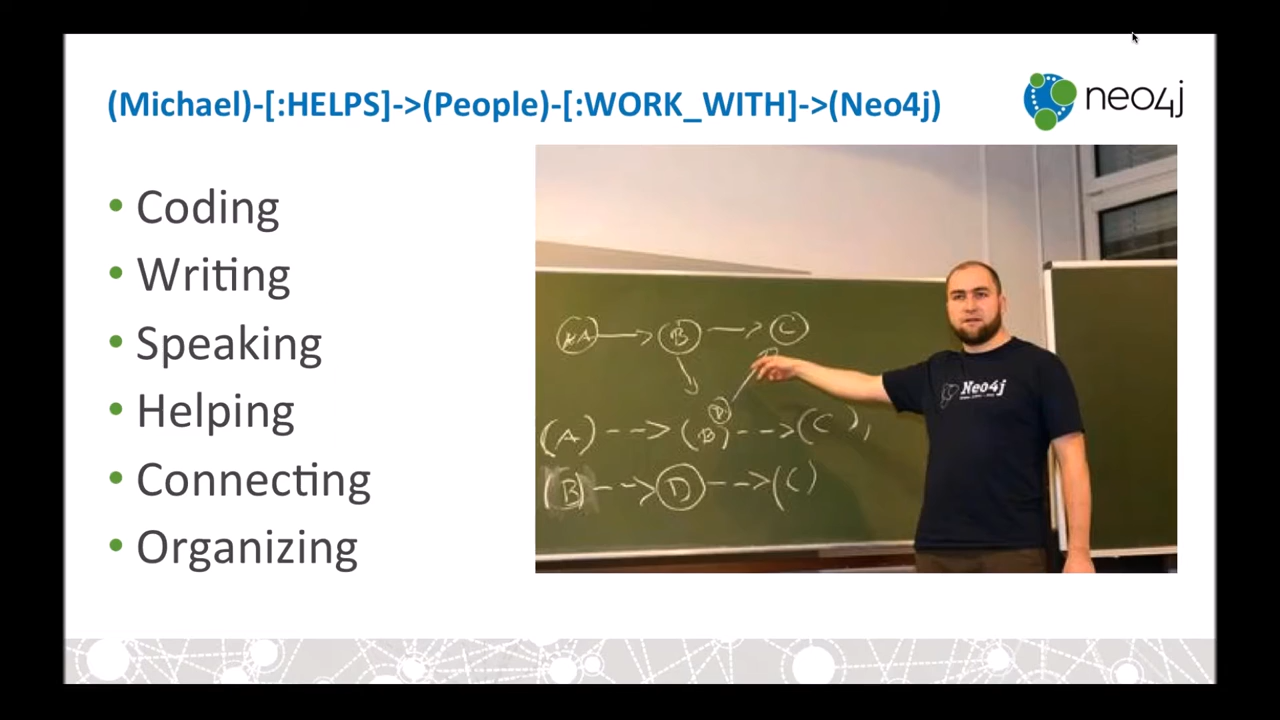 (Michael)-[:HELPS]->(People)-[:WORK_WITH]->(Neo4j)
neo4j
• Coding
• Writing
• Speaking
• Helping
• Connecting
• Organizing
A B C
D
(A) --> (B) --> (C),
(B) --> D --> (C)
Neo4j